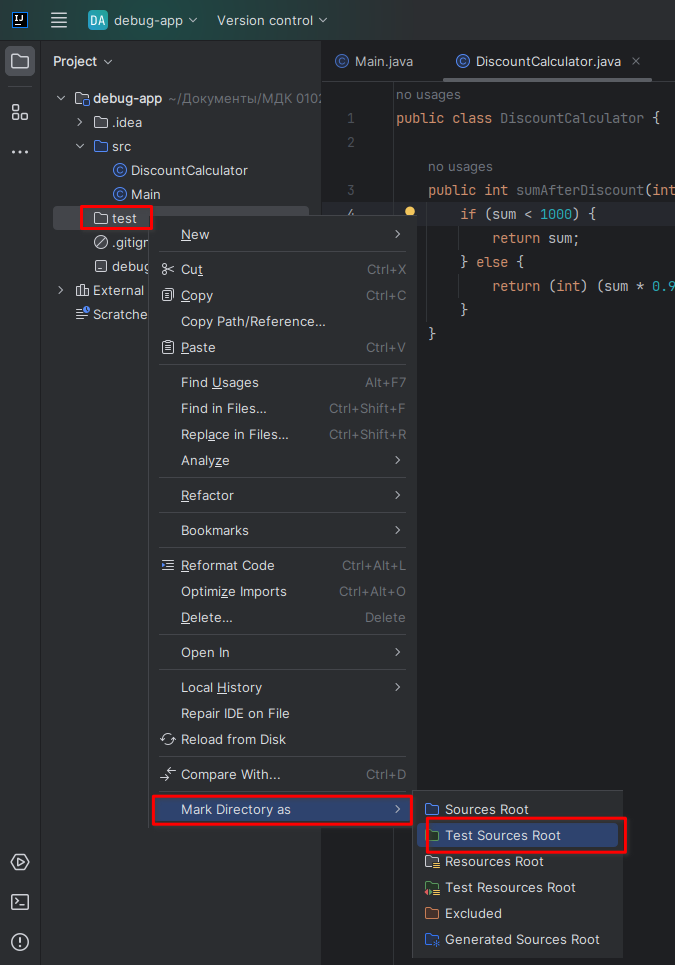 IJ
DA debug-app Version control
Project
Main.java DiscountCalculator.java
debug-app ~/Документы/МДК 0102
.idea
src
DiscountCalculator
Main
test
.gitign
debug
External
Scratche
no usages
1 public class DiscountCalculator {
2
no usages
3 public int sumAfterDiscount(int
4 if (sum < 1000) {
return sum;
} else {
return (int) (sum * 0.9
}
}
New
Cut Ctrl+X
Copy Ctrl+C
Copy Path/Reference...
Paste Ctrl+V
Find Usages Alt+F7
Find in Files... Ctrl+Shift+F
Replace in Files... Ctrl+Shift+R
Analyze
Refactor
Bookmarks
Reformat Code Ctrl+Alt+L
Optimize Imports Ctrl+Alt+O
Delete... Delete
Open In
Local History
Repair IDE on File
Reload from Disk
Compare With... Ctrl+D
Mark Directory as
Sources Root
Test Sources Root
Resources Root
Test Resources Root
Excluded
Generated Sources Root